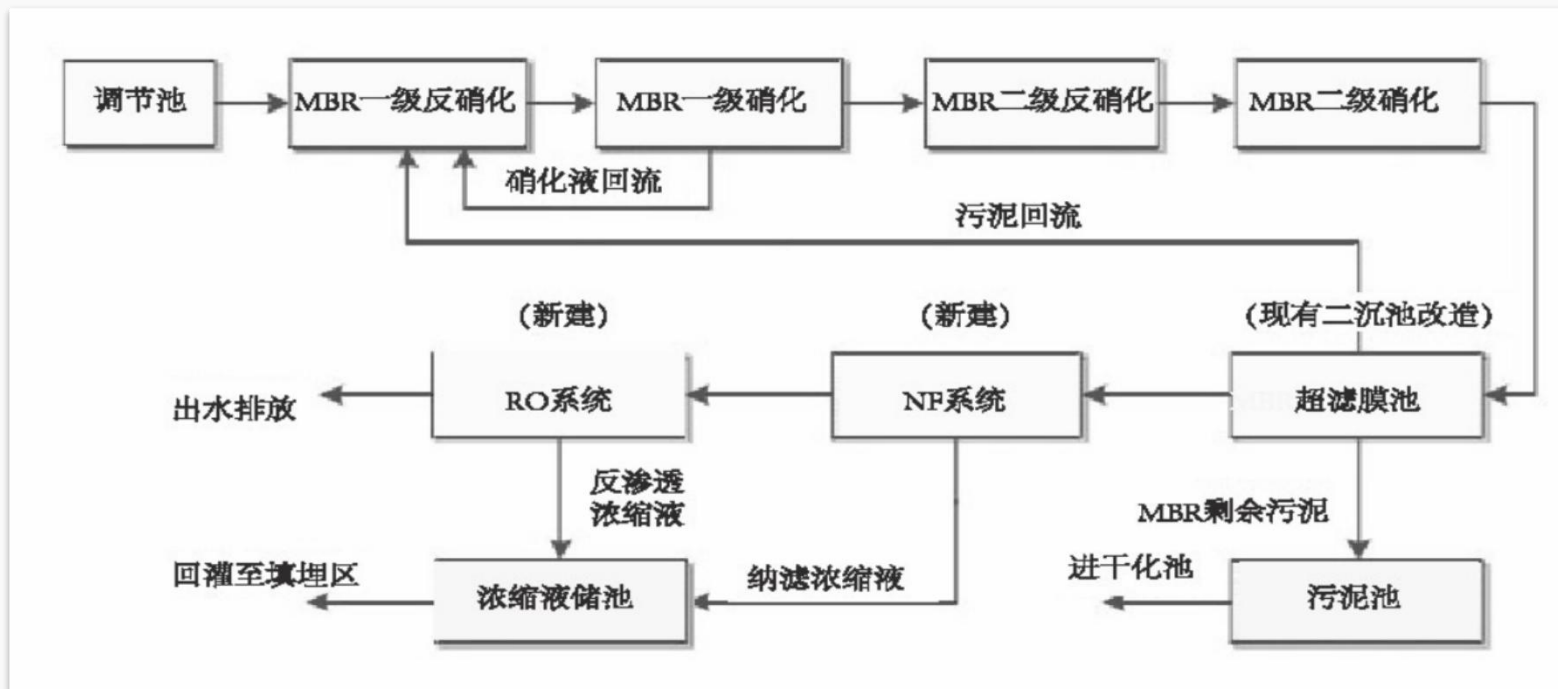 调节池
MBR一级反硝化
MBR一级硝化
MBR二级反硝化
MBR二级硝化
硝化液回流
污泥回流
(新建)
(新建)
(现有二沉池改造)
出水排放
RO系统
NF系统
超滤膜池
反渗透
浓缩液
MBR剩余污泥
回灌至填埋区
浓缩液储池
纳滤浓缩液
进干化池
污泥池